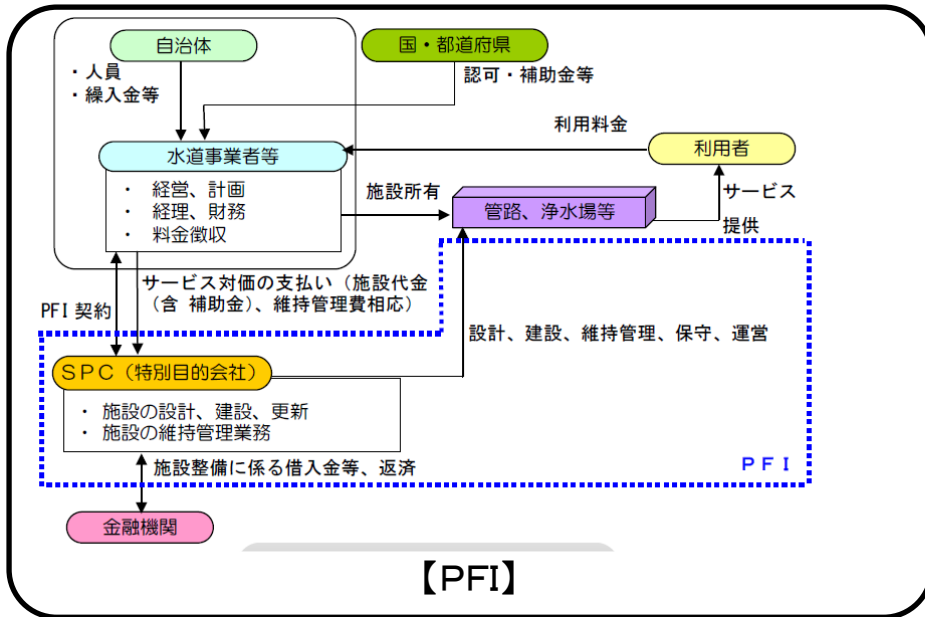 自治体
国・都道府県
・人員
・繰入金等
認可・補助金等
利用料金
水道事業者等
利用者
・ 経営、計画
・ 経理、財務
・ 料金徴収
施設所有
管路、浄水場等
サービス
提供
サービス対価の支払い（施設代金
（含 補助金）、維持管理費相応）
PFI 契約
設計、建設、維持管理、保守、運営
ＳＰＣ（特別目的会社）
・ 施設の設計、建設、更新
・ 施設の維持管理業務
ＰＦＩ
施設整備に係る借入金等、返済
金融機関
【PFI】